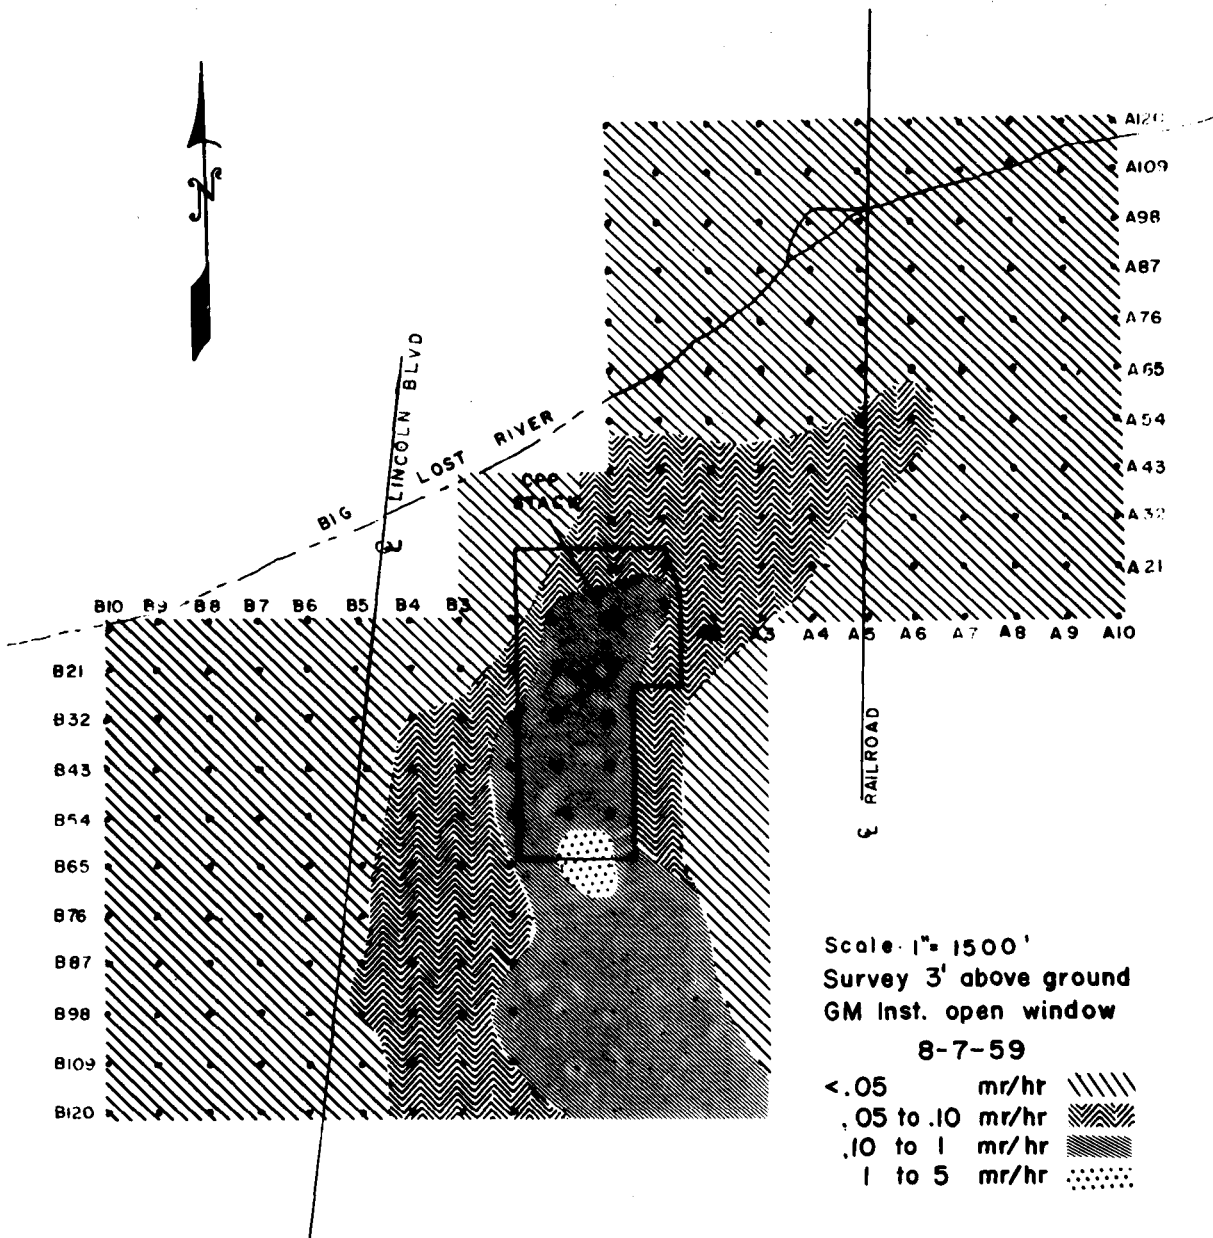 N
A120
A109
A98
A87
A76
A65
A54
A43
A32
A21
LINCOLN BLVD
BIG LOST RIVER
CPP
STACK
B10 B9 B8 B7 B6 B5 B4 B3
A3 A4 A5 A6 A7 A8 A9 A10
B21
B32
B43
B54
B65
B76
B87
B98
B109
B120
RAILROAD
Scale 1"= 1500'
Survey 3' above ground
GM Inst. open window
8-7-59
<.05 mr/hr
.05 to .10 mr/hr
.10 to 1 mr/hr
1 to 5 mr/hr